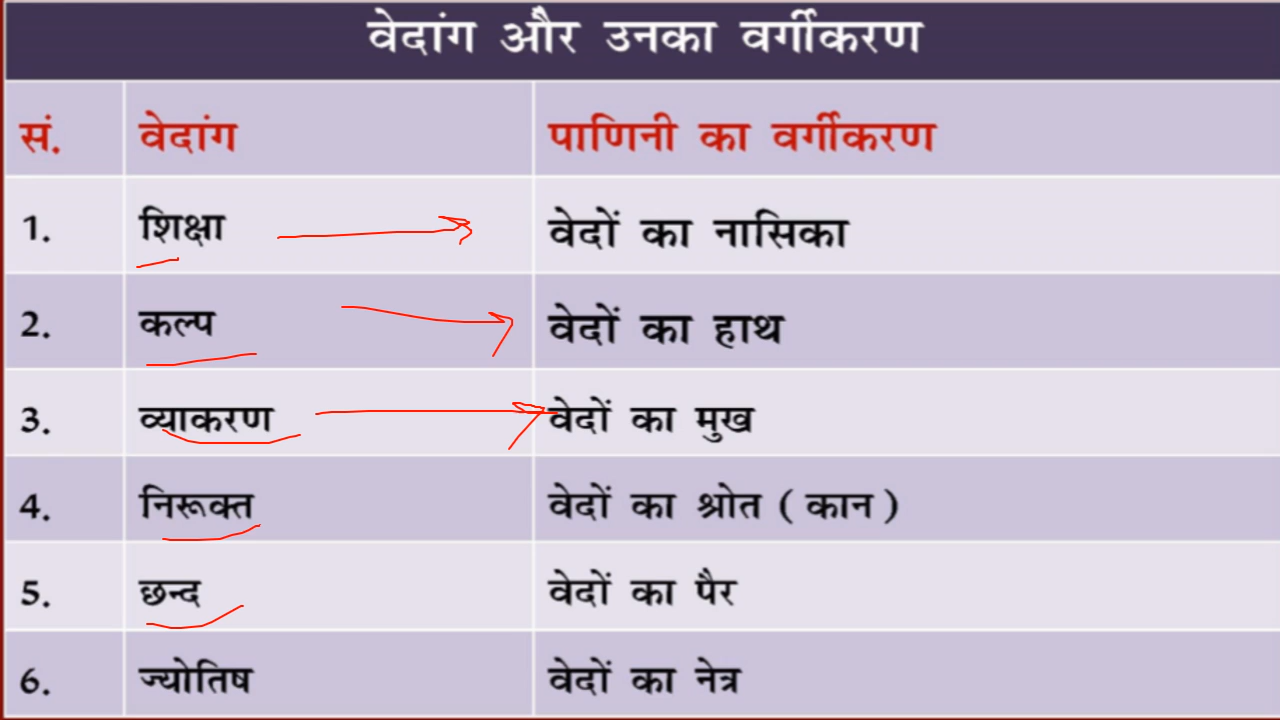 वेदांग और उनका वर्गीकरण
सं. वेदांग पाणिनी का वर्गीकरण
1. शिक्षा वेदों का नासिका
2. कल्प वेदों का हाथ
3. व्याकरण वेदों का मुख
4. निरूक्त वेदों का श्रोत ( कान )
5. छन्द वेदों का पैर
6. ज्योतिष वेदों का नेत्र